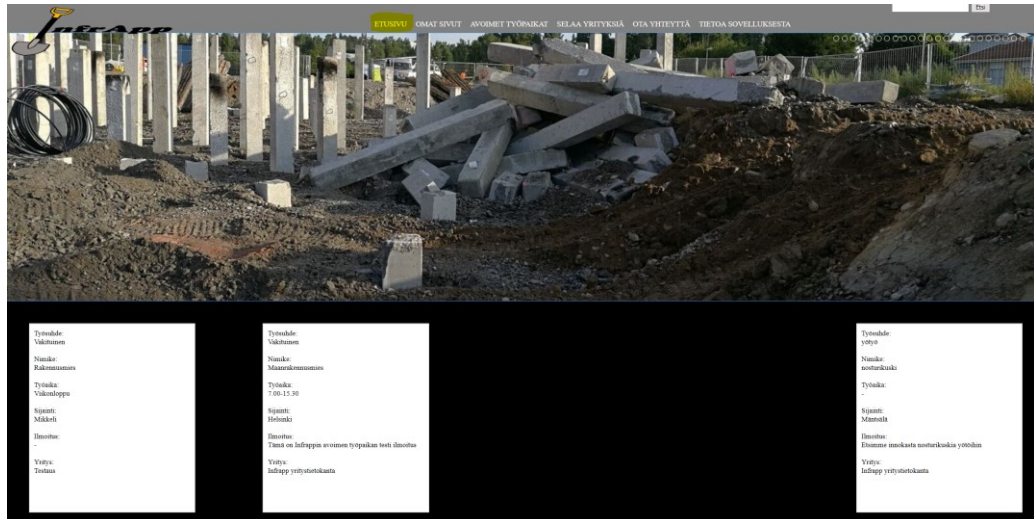 InfrApp
Etsi
ETUSIVU OMAT SIVUT AVOIMET TYÖPAIKAT SELAA YRITYKSIÄ OTA YHTEYTTÄ TIETOA SOVELLUKSESTA
Työsuhde:
Vakituinen
Nimike:
Rakennusmies
Työaika:
Viikonloppu
Sijainti:
Mikkeli
Ilmoitus:
-
Yritys:
Testaus
Työsuhde:
Vakituinen
Nimike:
Maanrakennusmies
Työaika:
7.00-15.30
Sijainti:
Helsinki
Ilmoitus:
Tämä on Infrappin avoimen työpaikan testi ilmoitus
Yritys:
Infrapp yritystietokanta
Työsuhde:
yötyö
Nimike:
nosturikuski
Työaika:
-
Sijainti:
Mäntsälä
Ilmoitus:
Etsimme innokasta nosturikuskia yötöihin
Yritys:
Infrapp yritystietokanta